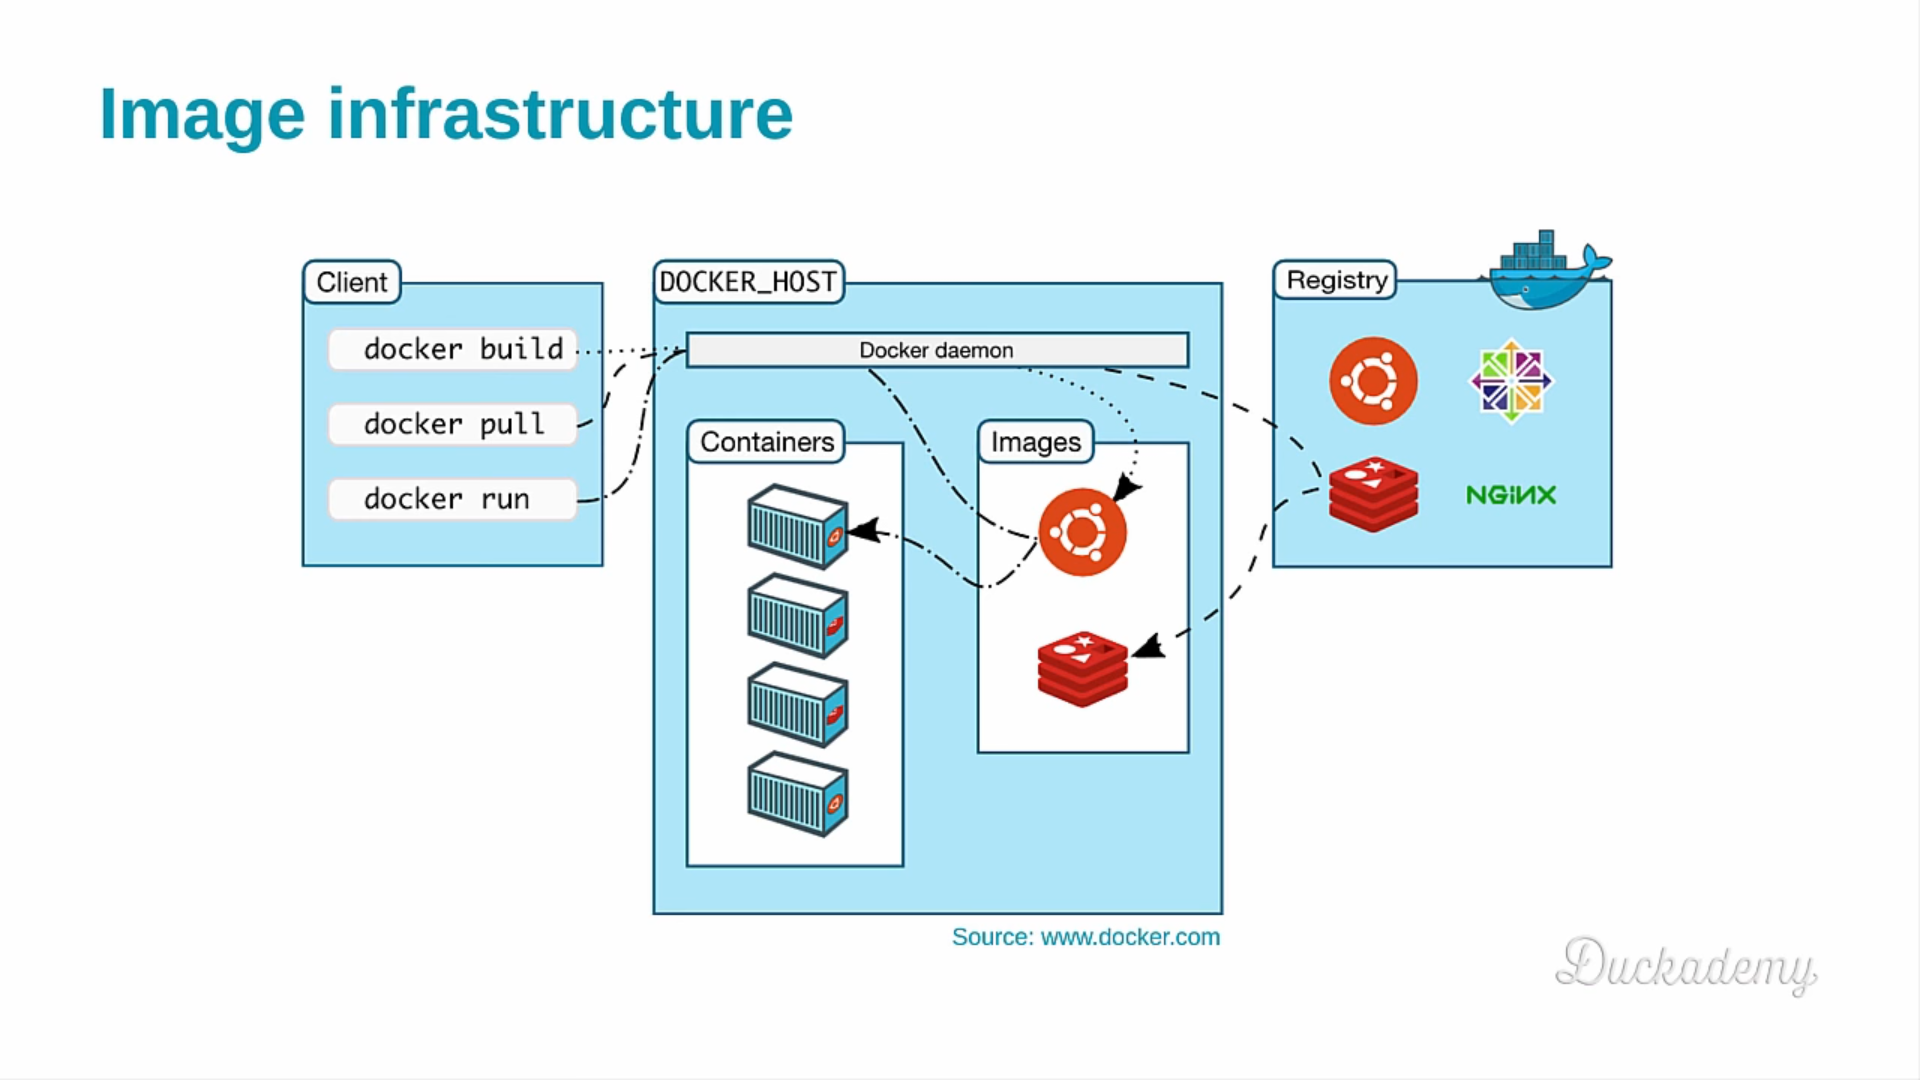 Image infrastructure
Client
docker build
docker pull
docker run
DOCKER_HOST
Docker daemon
Containers
Images
Registry
NGiNX
Source: www.docker.com
Duckademy